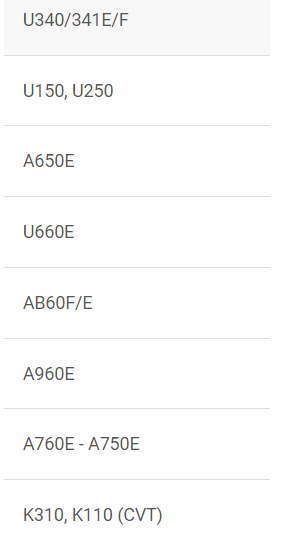 U340/341E/F
U150, U250
A650E
U660E
AB60F/E
A960E
A760E - A750E
K310, K110 (CVT)